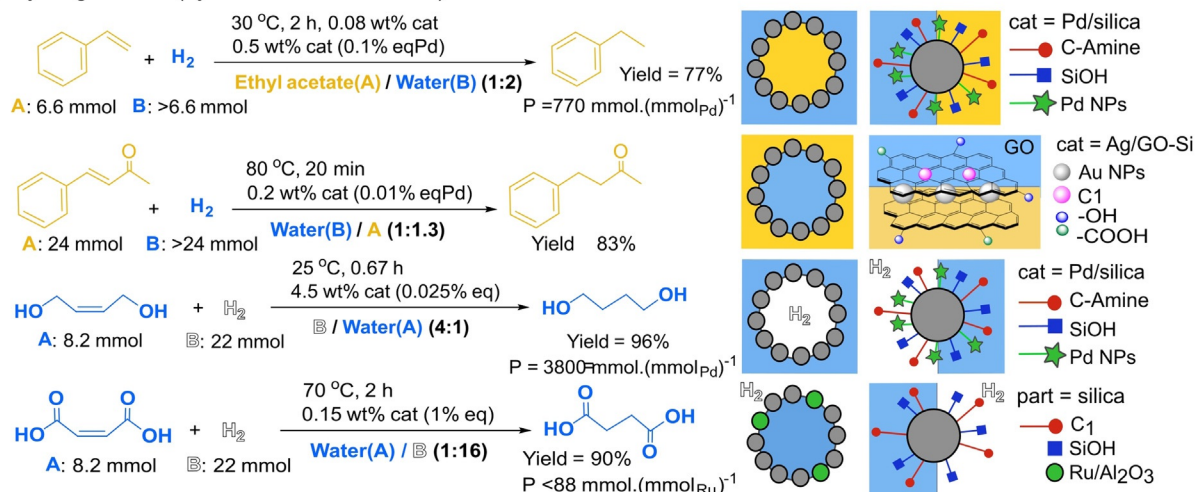 30 ºC, 2 h, 0.08 wt% cat
0.5 wt% cat (0.1% eqPd)
+ H2
Ethyl acetate(A) / Water(B) (1:2)
A: 6.6 mmol B: >6.6 mmol
Yield = 77%
P =770 mmol.(mmolPd)-1
cat = Pd/silica
C-Amine
SiOH
Pd NPs
O
80 ºC, 20 min
0.2 wt% cat (0.01% eqPd)
+ H2
Water(B) / A (1:1.3)
A: 24 mmol B: >24 mmol
O
Yield 83%
GO
cat = Ag/GO-Si
Au NPs
C1
-OH
-COOH
25 ºC, 0.67 h
4.5 wt% cat (0.025% eq)
HO OH + H2
B / Water(A) (4:1)
A: 8.2 mmol B: 22 mmol
HO OH
Yield = 96%
P = 3800 mmol.(mmolPd)-1
H2
H2
cat = Pd/silica
C-Amine
SiOH
Pd NPs
70 ºC, 2 h
0.15 wt% cat (1% eq)
O O
HO OH + H2
Water(A) / B (1:16)
A: 8.2 mmol B: 22 mmol
O OH
HO O
Yield = 90%
P <88 mmol.(mmolRu)-1
H2
H2
part = silica
C1
SiOH
Ru/Al2O3